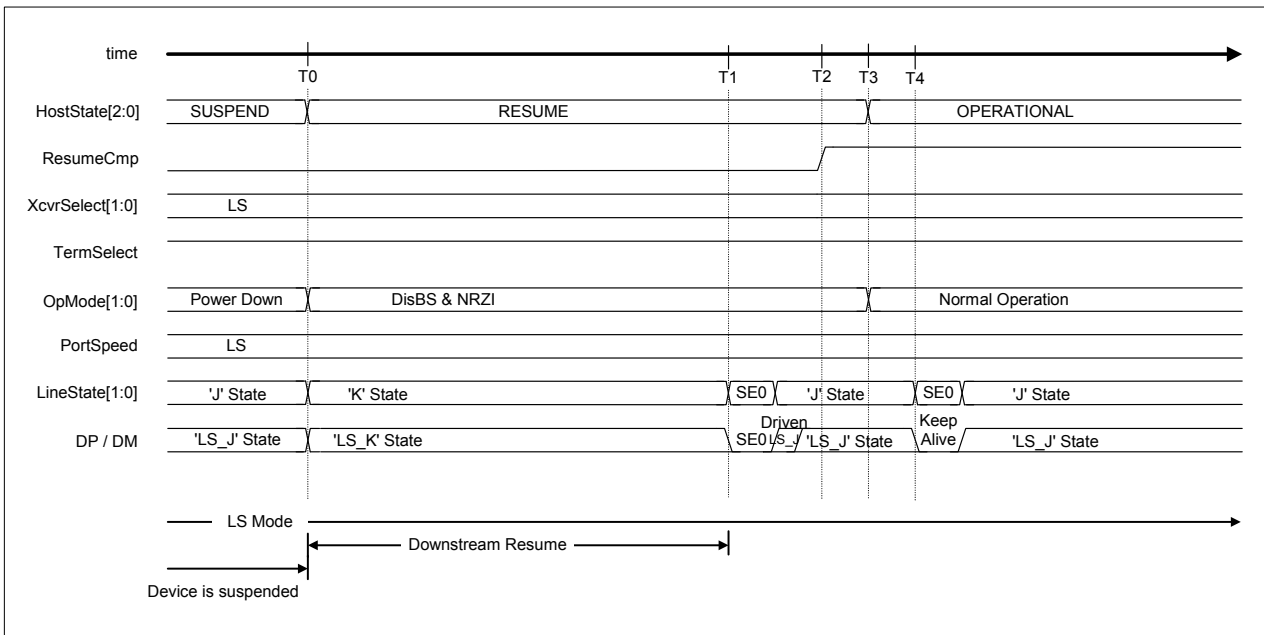 time
T0 T1 T2 T3 T4
HostState[2:0] SUSPEND RESUME OPERATIONAL
ResumeCmp
XcvrSelect[1:0] LS
TermSelect
OpMode[1:0] Power Down DisBS & NRZI Normal Operation
PortSpeed LS
LineState[1:0] 'J' State 'K' State SE0 'J' State SE0 'J' State
Driven Keep
DP / DM 'LS_J' State 'LS_K' State SE0 LS_J 'LS_J' State Alive 'LS_J' State
LS Mode
Downstream Resume
Device is suspended